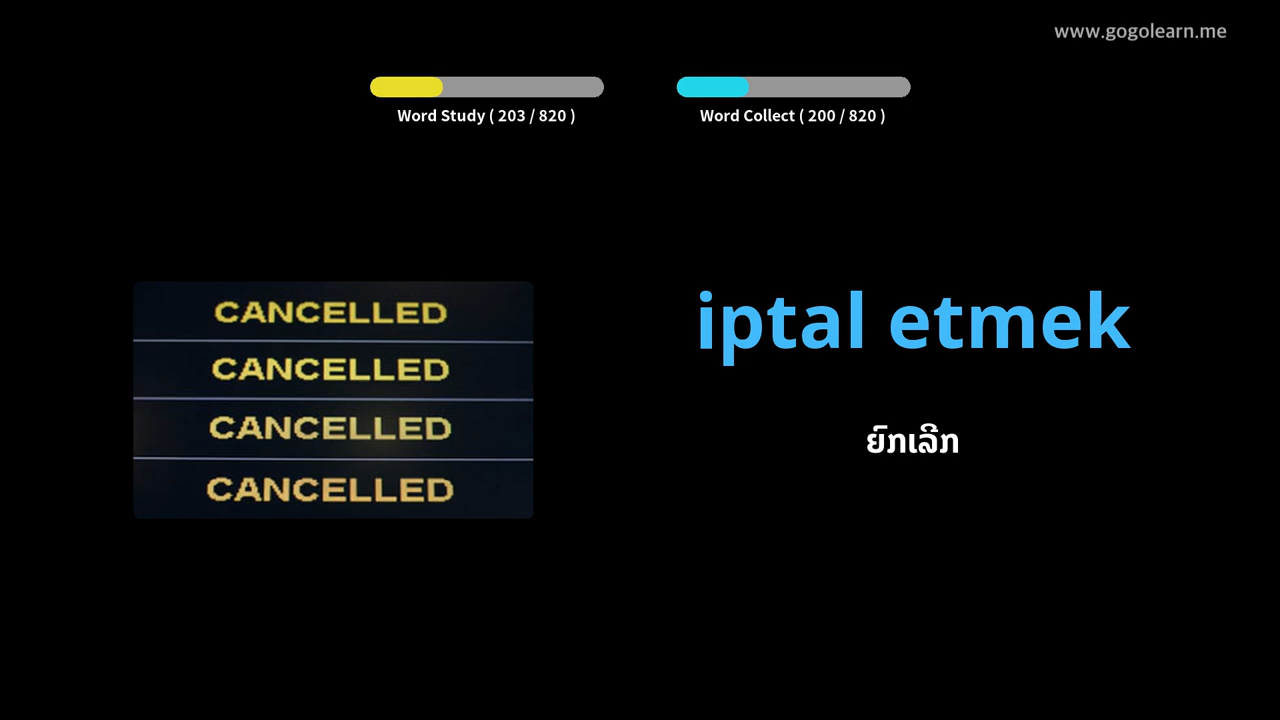 www.gogolearn.me
Word Study ( 203 / 820 )
Word Collect ( 200 / 820 )
CANCELLED
CANCELLED
CANCELLED
CANCELLED
iptal etmek
ຍົກເລີກ